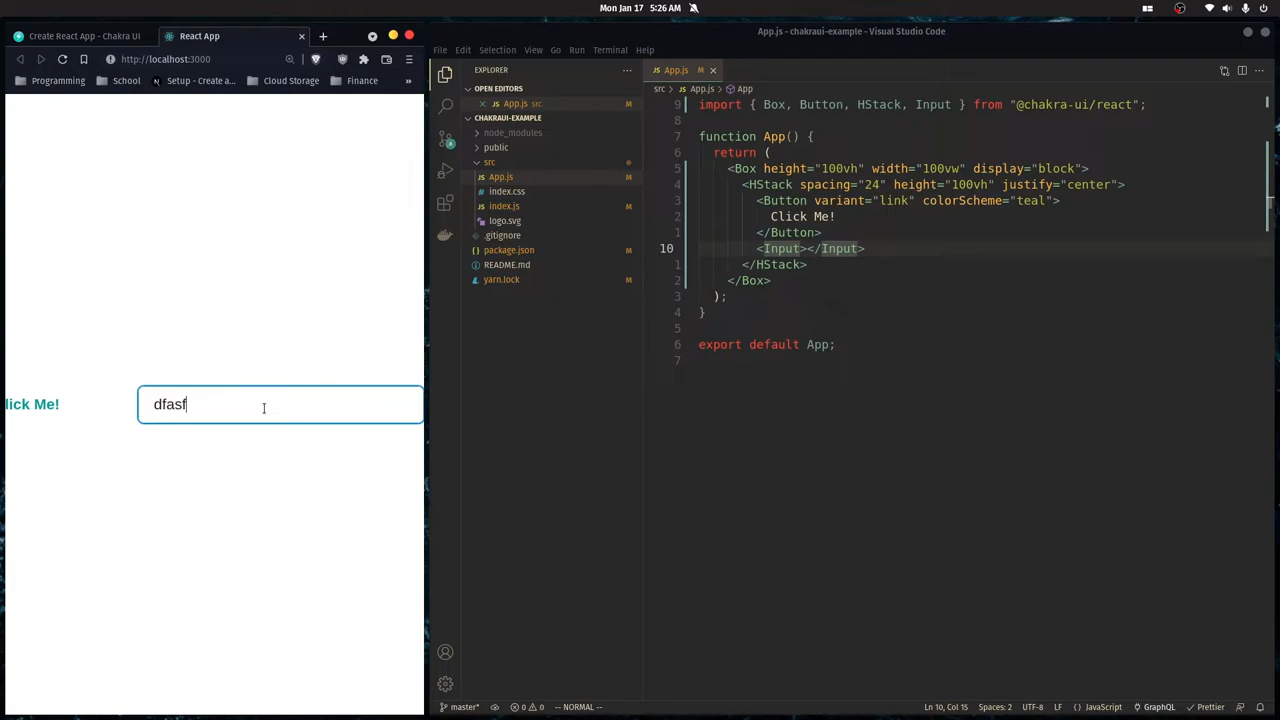 Mon Jan 17 5:26 AM
Create React App - Chakra UI
React App
http://localhost:3000
Programming
School
Setup - Create a...
Cloud Storage
Finance
»
lick Me!
dfasf
App.js - chakraui-example - Visual Studio Code
File Edit Selection View Go Run Terminal Help
EXPLORER
OPEN EDITORS
App.js src M
CHAKRAUI-EXAMPLE
node_modules
public
src
App.js M
index.css
index.js M
logo.svg
.gitignore
package.json M
README.md
yarn.lock M
App.js M
src > App.js > App
9 import { Box, Button, HStack, Input } from "@chakra-ui/react";
8
7 function App() {
6 return (
5 <Box height="100vh" width="100vw" display="block">
4 <HStack spacing="24" height="100vh" justify="center">
3 <Button variant="link" colorScheme="teal">
2 Click Me!
1 </Button>
10 <Input></Input>
1 </HStack>
2 </Box>
3 );
4 }
5
6 export default App;
7
master* 0 0 -- NORMAL -- Ln 10, Col 15 Spaces: 2 UTF-8 LF JavaScript GraphQL Prettier